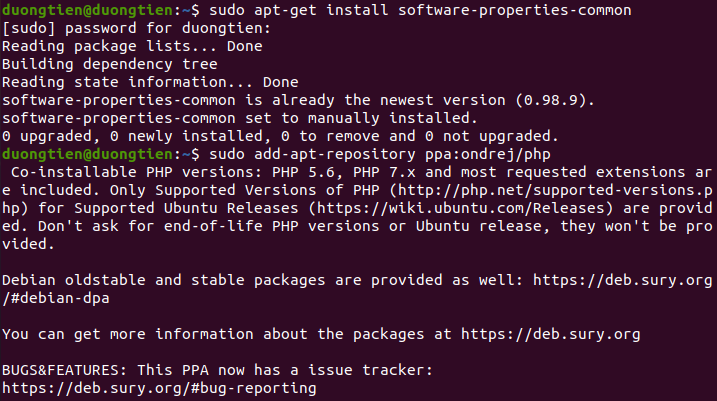 duongtien@duongtien:~$ sudo apt-get install software-properties-common
[sudo] password for duongtien:
Reading package lists... Done
Building dependency tree
Reading state information... Done
software-properties-common is already the newest version (0.98.9).
software-properties-common set to manually installed.
0 upgraded, 0 newly installed, 0 to remove and 0 not upgraded.
duongtien@duongtien:~$ sudo add-apt-repository ppa:ondrej/php
 Co-installable PHP versions: PHP 5.6, PHP 7.x and most requested extensions ar
e included. Only Supported Versions of PHP (http://php.net/supported-versions.p
hp) for Supported Ubuntu Releases (https://wiki.ubuntu.com/Releases) are provid
ed. Don't ask for end-of-life PHP versions or Ubuntu release, they won't be pro
vided.

Debian oldstable and stable packages are provided as well: https://deb.sury.org
/#debian-dpa

You can get more information about the packages at https://deb.sury.org

BUGS&FEATURES: This PPA now has a issue tracker:
https://deb.sury.org/#bug-reporting